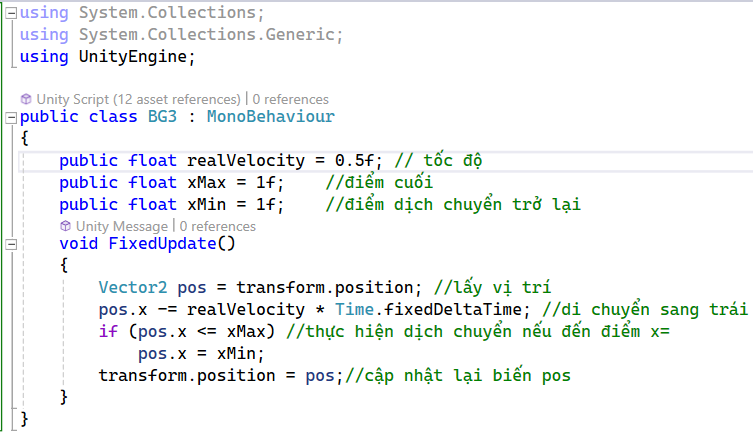 using System.Collections;
using System.Collections.Generic;
using UnityEngine;
Unity Script (12 asset references) | 0 references
public class BG3 : MonoBehaviour
{
public float realVelocity = 0.5f; // tốc độ
public float xMax = 1f; //điểm cuối
public float xMin = 1f; //điểm dịch chuyển trở lại
Unity Message | 0 references
void FixedUpdate()
{
Vector2 pos = transform.position; //lấy vị trí
pos.x -= realVelocity * Time.fixedDeltaTime; //di chuyển sang trái
if (pos.x <= xMax) //thực hiện dịch chuyển nếu đến điểm x=
pos.x = xMin;
transform.position = pos;//cập nhật lại biến pos
}
}